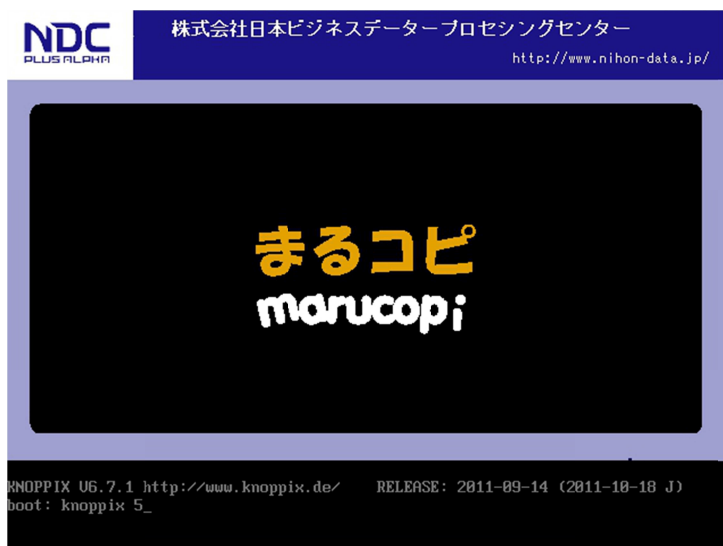 NDC
PLUS ALPHA
株式会社日本ビジネスデータープロセシングセンター
http://www.nihon-data.jp/
まるコピ
marucopi
KNOPPIX V6.7.1 http://www.knoppix.de/ RELEASE: 2011-09-14 (2011-10-18 J)
boot: knoppix 5_